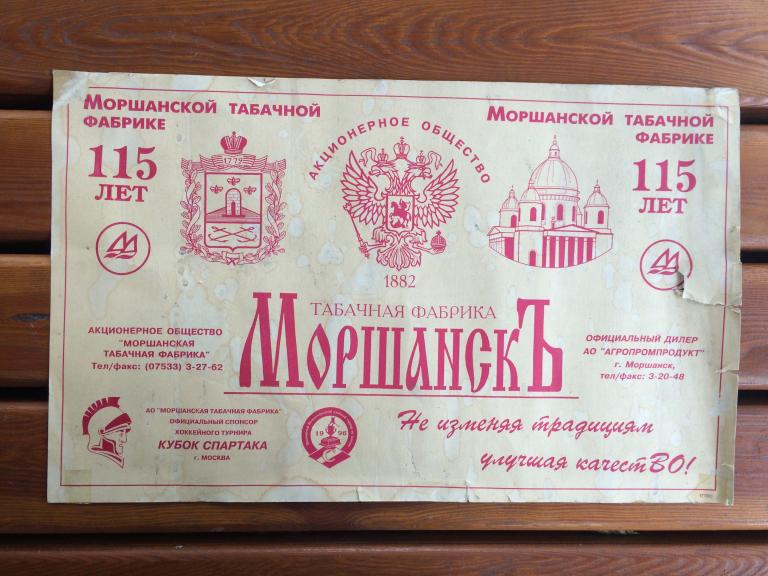 Моршанской табачной
фабрике
115
лет
1779
Акционерное общество
1882
Моршанской табачной
фабрике
115
лет
Табачная фабрика
МоршанскЪ
Акционерное общество
"Моршанская
табачная фабрика"
Тел/факс: (07533) 3-27-62
Официальный дилер
АО "Агропромпродукт"
г. Моршанск,
тел/факс: 3-20-48
АО "Моршанская табачная фабрика"
официальный спонсор
хоккейного турнира
КУБОК СПАРТАКА
г. Москва
1996
Не изменяя традициям
улучшая качестВО!